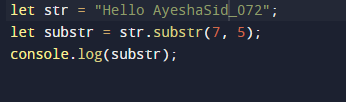 let str = "Hello AyeshaSid_072";
let substr = str.substr(7, 5);
console.log(substr);